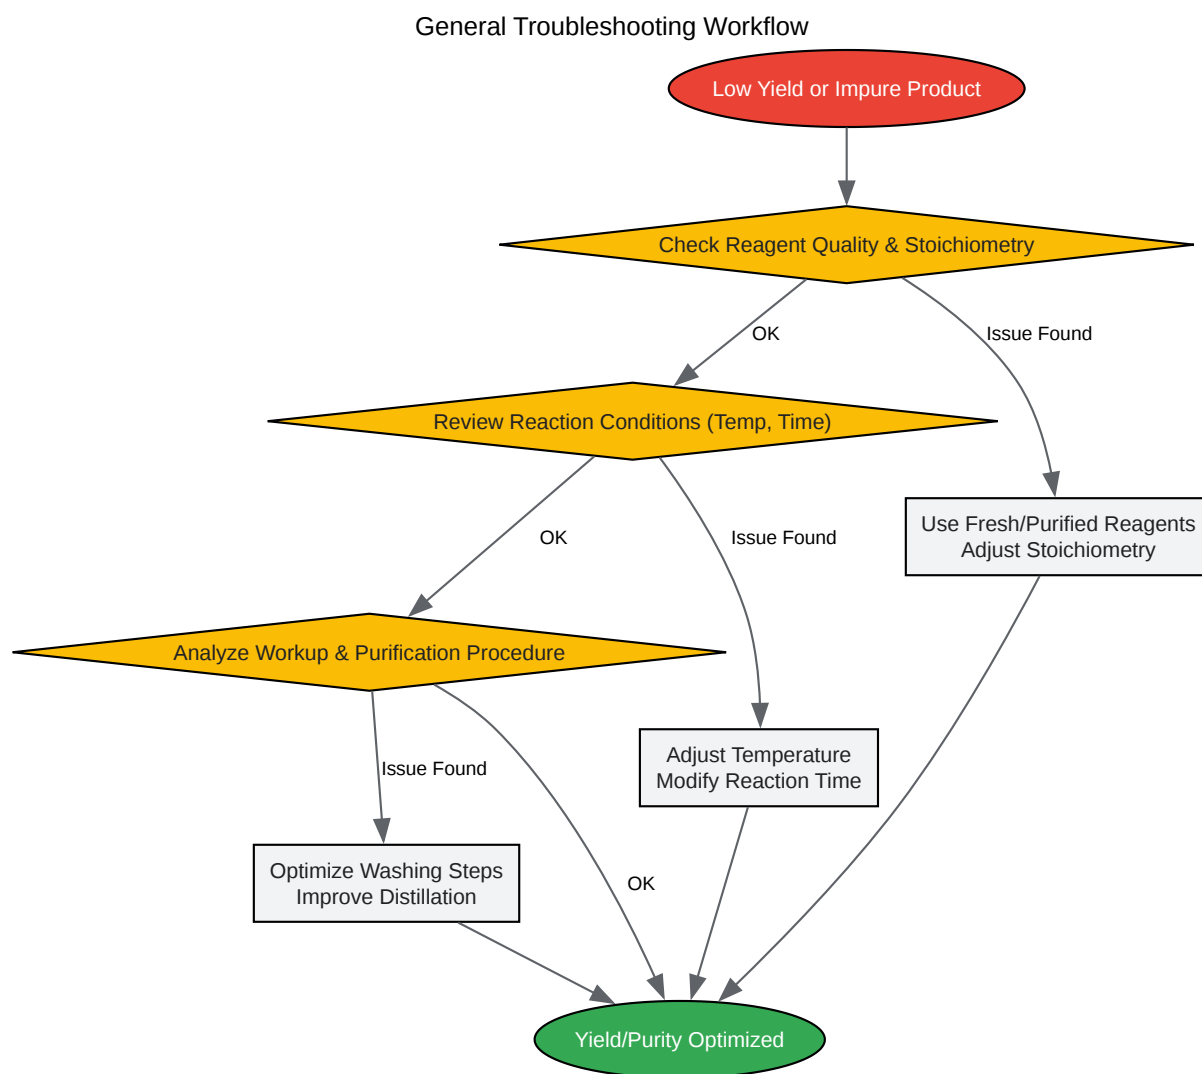 General Troubleshooting Workflow
Low Yield or Impure Product
Check Reagent Quality & Stoichiometry
OK
Issue Found
Review Reaction Conditions (Temp, Time)
Use Fresh/Purified Reagents
Adjust Stoichiometry
OK
Issue Found
Analyze Workup & Purification Procedure
Adjust Temperature
Modify Reaction Time
Issue Found
Optimize Washing Steps
Improve Distillation
OK
Yield/Purity Optimized